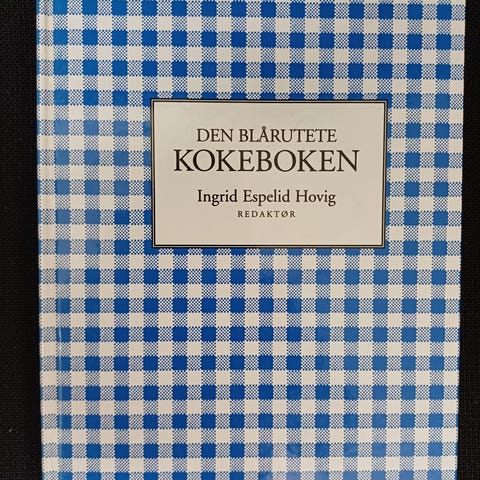 DEN BLÅRUTETE
KOKEBOKEN
Ingrid Espelid Hovig
REDAKTØR